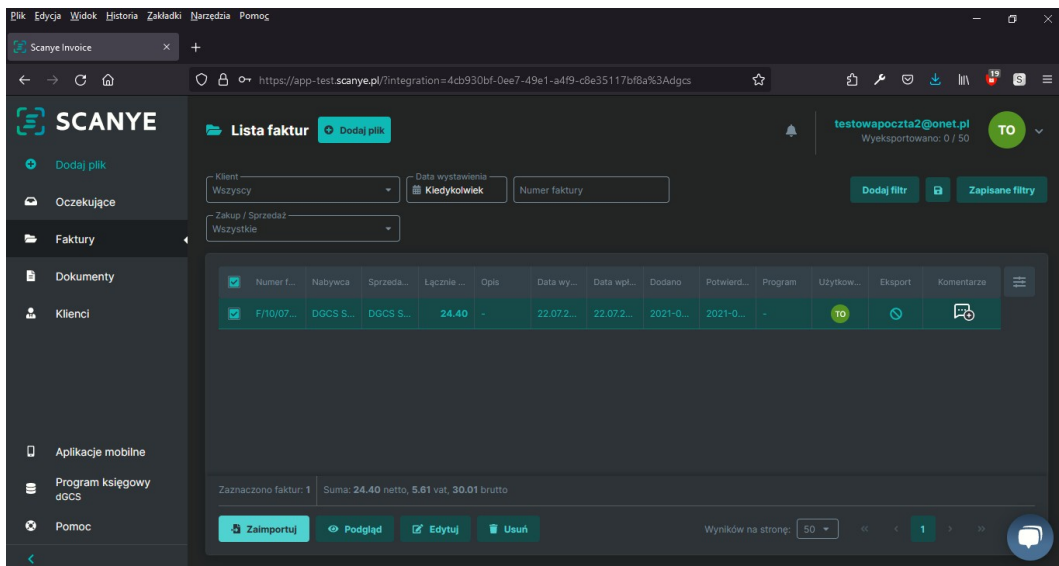 Plik Edycja Widok Historia Zakładki Narzędzia Pomoc
Scanye Invoice
https://app-test.scanye.pl/?integration=4cb930bf-0ee7-49e1-a4f9-c8e35117bf8a%3Adgcs
19
S
SCANYE
Dodaj plik
Oczekujące
Faktury
Dokumenty
Klienci
Aplikacje mobilne
Program księgowy
dGCS
Pomoc
Lista faktur
Dodaj plik
testowapoczta2@onet.pl
Wyeksportowano: 0 / 50
TO
Klient
Wszyscy
Data wystawienia
Kiedykolwiek
Numer faktury
Dodaj filtr
Zapisane filtry
Zakup / Sprzedaż
Wszystkie
Numer f... Nabywca Sprzeda... Łącznie ... Opis Data wy... Data wpł... Dodano Potwierd... Program Użytkow... Eksport Komentarze
F/10/07... DGCS S... DGCS S... 24.40 - 22.07.2... 22.07.2... 2021-0... 2021-0... - TO
Zaznaczono faktur: 1 Suma: 24.40 netto, 5.61 vat, 30.01 brutto
Zaimportuj Podgląd Edytuj Usuń Wyników na stronę: 50 « ‹ 1 › »